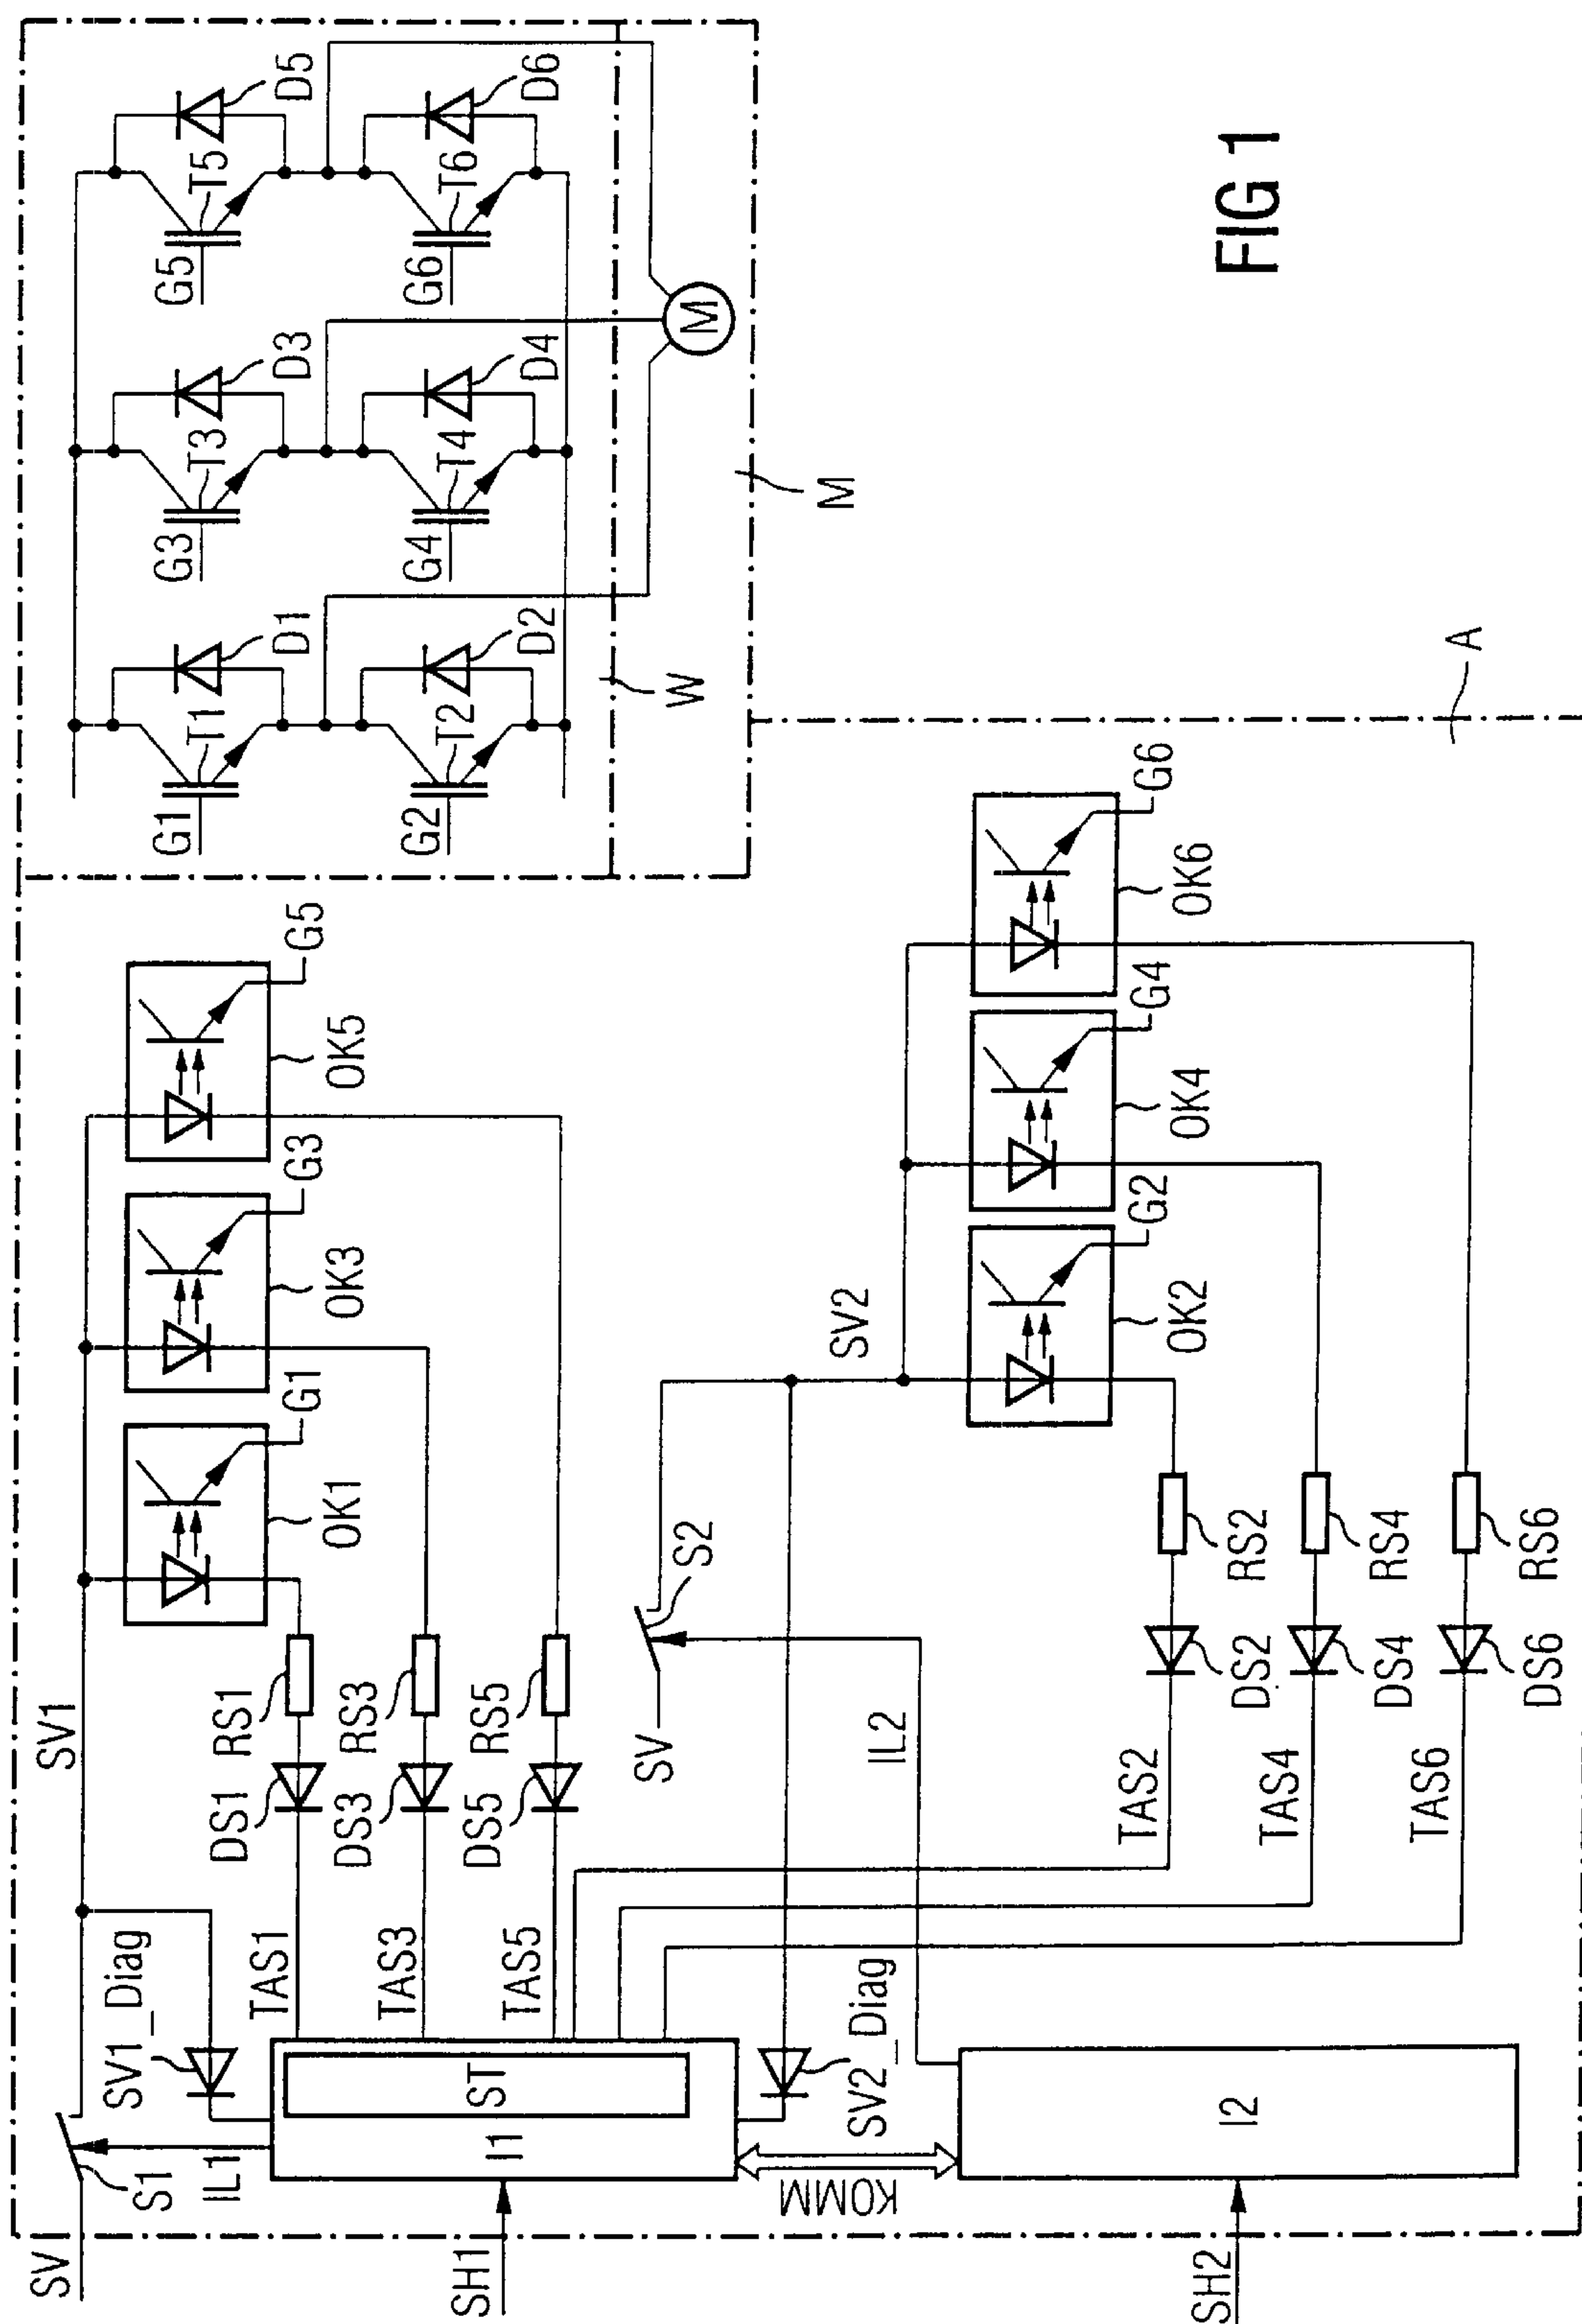 SV
S1
IL1
SV1_Diag
SV1
DS1
RS1
TAS1
DS3
RS3
TAS3
DS5
RS5
TAS5
OK1
G1
OK3
G3
OK5
G5
SH1
I1
ST
KOMM
SV2_Diag
SV
S2
IL2
SV2
SH2
I2
TAS2
DS2
RS2
TAS4
DS4
RS4
TAS6
DS6
RS6
OK2
G2
OK4
G4
OK6
G6
G1
T1
D1
G3
T3
D3
G5
T5
D5
G2
T2
D2
G4
T4
D4
G6
T6
D6
W
M
M
A
FIG 1